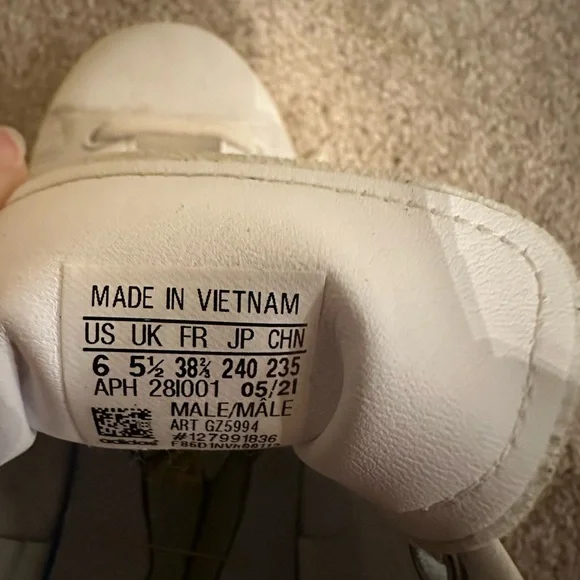 MADE IN VIETNAM
US UK FR JP CHN
6 5½ 38⅔ 240 235
APH 28I001 05/21
MALE/MÂLE
ART GZ5994
#127991836
adidas